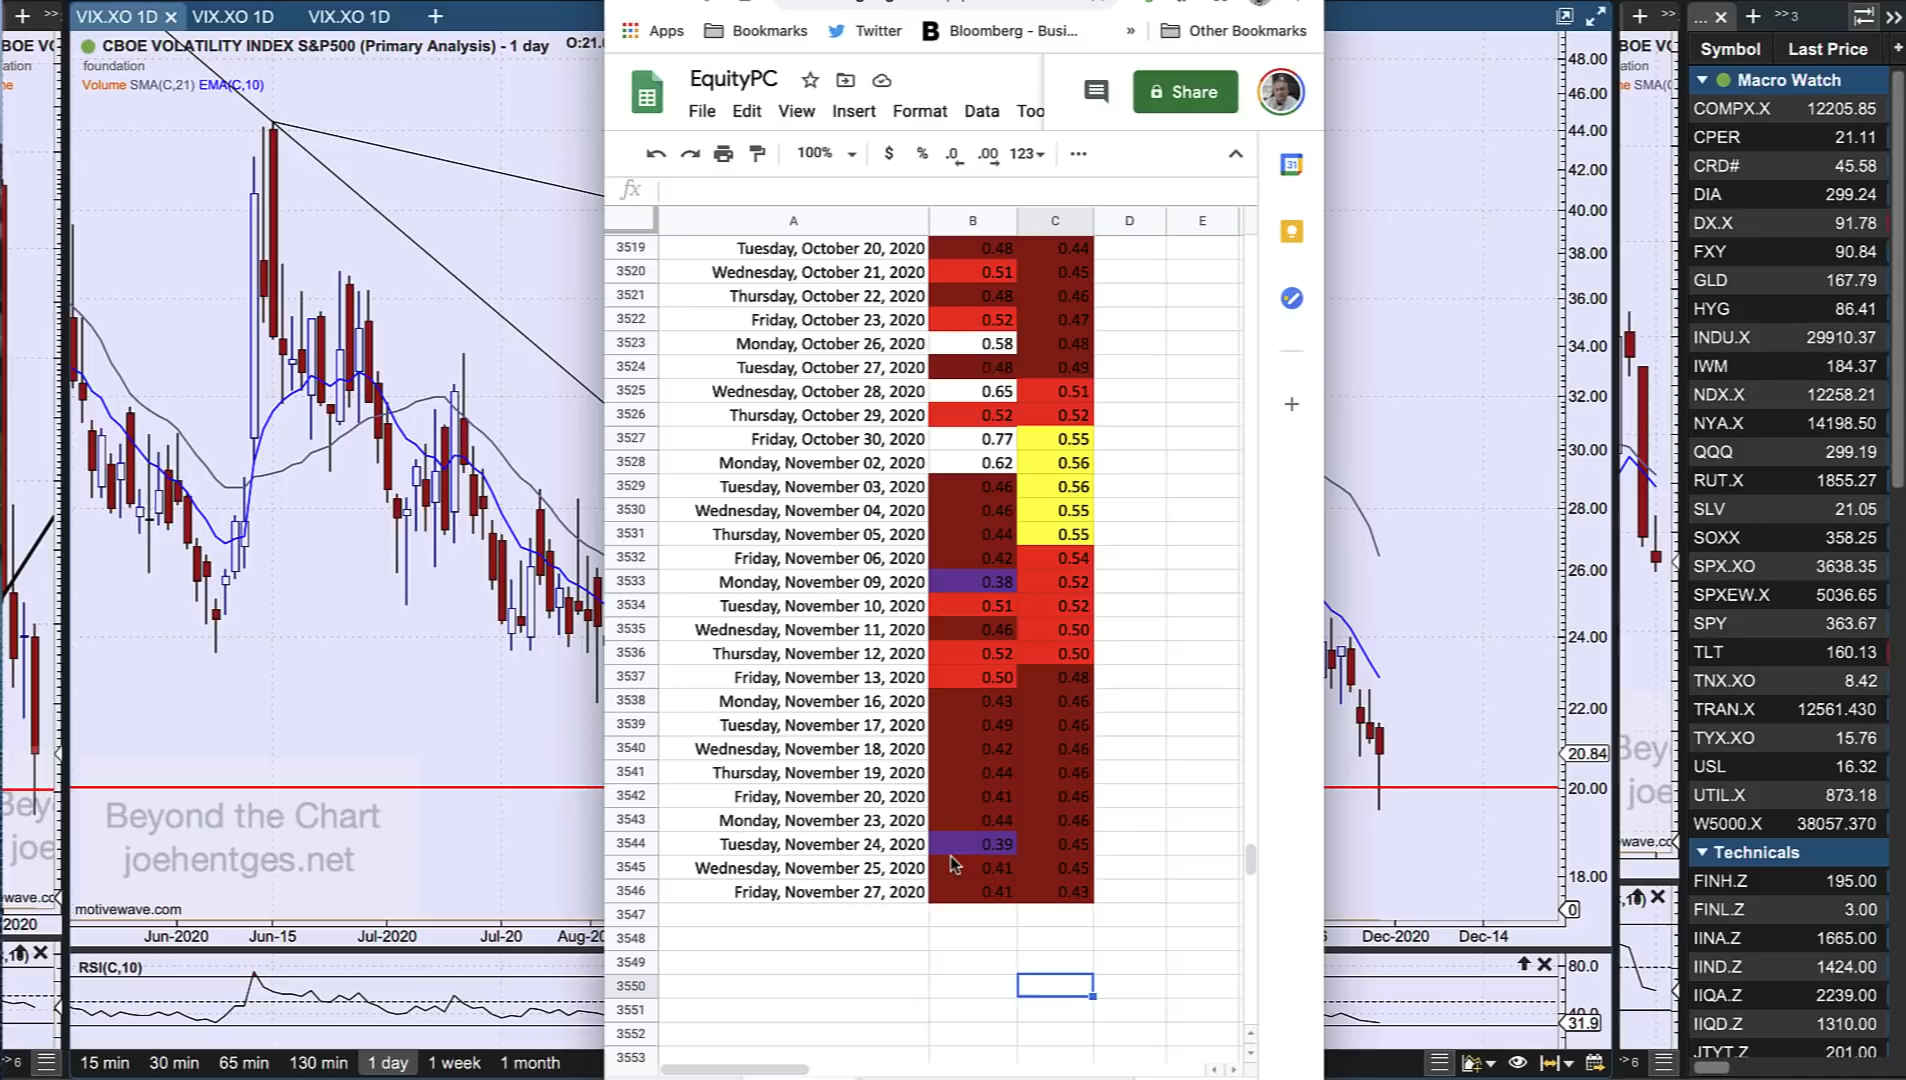 VIX.XO 1D
VIX.XO 1D
VIX.XO 1D
CBOE VOLATILITY INDEX S&P500 (Primary Analysis) - 1 day
foundation
Volume SMA(C,21) EMA(C,10)
Beyond the Chart
joehentges.net
motivewave.com
Jun-2020 Jun-15 Jul-2020 Jul-20
RSI(C,10)
15 min 30 min 65 min 130 min 1 day 1 week 1 month
Apps Bookmarks Twitter Bloomberg - Busi... » Other Bookmarks
EquityPC
Share
File Edit View Insert Format Data
100% $ % .0 .00 123
fx
A B C D E
3519 Tuesday, October 20, 2020 0.48 0.44
3520 Wednesday, October 21, 2020 0.51 0.45
3521 Thursday, October 22, 2020 0.48 0.46
3522 Friday, October 23, 2020 0.52 0.47
3523 Monday, October 26, 2020 0.58 0.48
3524 Tuesday, October 27, 2020 0.48 0.49
3525 Wednesday, October 28, 2020 0.65 0.51
3526 Thursday, October 29, 2020 0.52 0.52
3527 Friday, October 30, 2020 0.77 0.55
3528 Monday, November 02, 2020 0.62 0.56
3529 Tuesday, November 03, 2020 0.46 0.56
3530 Wednesday, November 04, 2020 0.46 0.55
3531 Thursday, November 05, 2020 0.44 0.55
3532 Friday, November 06, 2020 0.42 0.54
3533 Monday, November 09, 2020 0.38 0.52
3534 Tuesday, November 10, 2020 0.51 0.52
3535 Wednesday, November 11, 2020 0.46 0.50
3536 Thursday, November 12, 2020 0.52 0.50
3537 Friday, November 13, 2020 0.50 0.48
3538 Monday, November 16, 2020 0.43 0.46
3539 Tuesday, November 17, 2020 0.49 0.46
3540 Wednesday, November 18, 2020 0.42 0.46
3541 Thursday, November 19, 2020 0.44 0.46
3542 Friday, November 20, 2020 0.41 0.46
3543 Monday, November 23, 2020 0.44 0.46
3544 Tuesday, November 24, 2020 0.39 0.45
3545 Wednesday, November 25, 2020 0.41 0.45
3546 Friday, November 27, 2020 0.41 0.43
3547
3548
3549
3550
3551
3552
3553
48.00
46.00
44.00
42.00
40.00
38.00
36.00
34.00
32.00
30.00
28.00
26.00
24.00
22.00
20.84
20.00
18.00
0
Dec-2020 Dec-14
80.0
31.9
Symbol Last Price
Macro Watch
COMPX.X 12205.85
CPER 21.11
CRD# 45.58
DIA 299.24
DX.X 91.78
FXY 90.84
GLD 167.79
HYG 86.41
INDU.X 29910.37
IWM 184.37
NDX.X 12258.21
NYA.X 14198.50
QQQ 299.19
RUT.X 1855.27
SLV 21.05
SOXX 358.25
SPX.XO 3638.35
SPXEW.X 5036.65
SPY 363.67
TLT 160.13
TNX.XO 8.42
TRAN.X 12561.430
TYX.XO 15.76
USL 16.32
UTIL.X 873.18
W5000.X 38057.370
Technicals
FINH.Z 195.00
FINL.Z 3.00
IINA.Z 1665.00
IIND.Z 1424.00
IIQA.Z 2239.00
IIQD.Z 1310.00
JTYT.Z 201.00